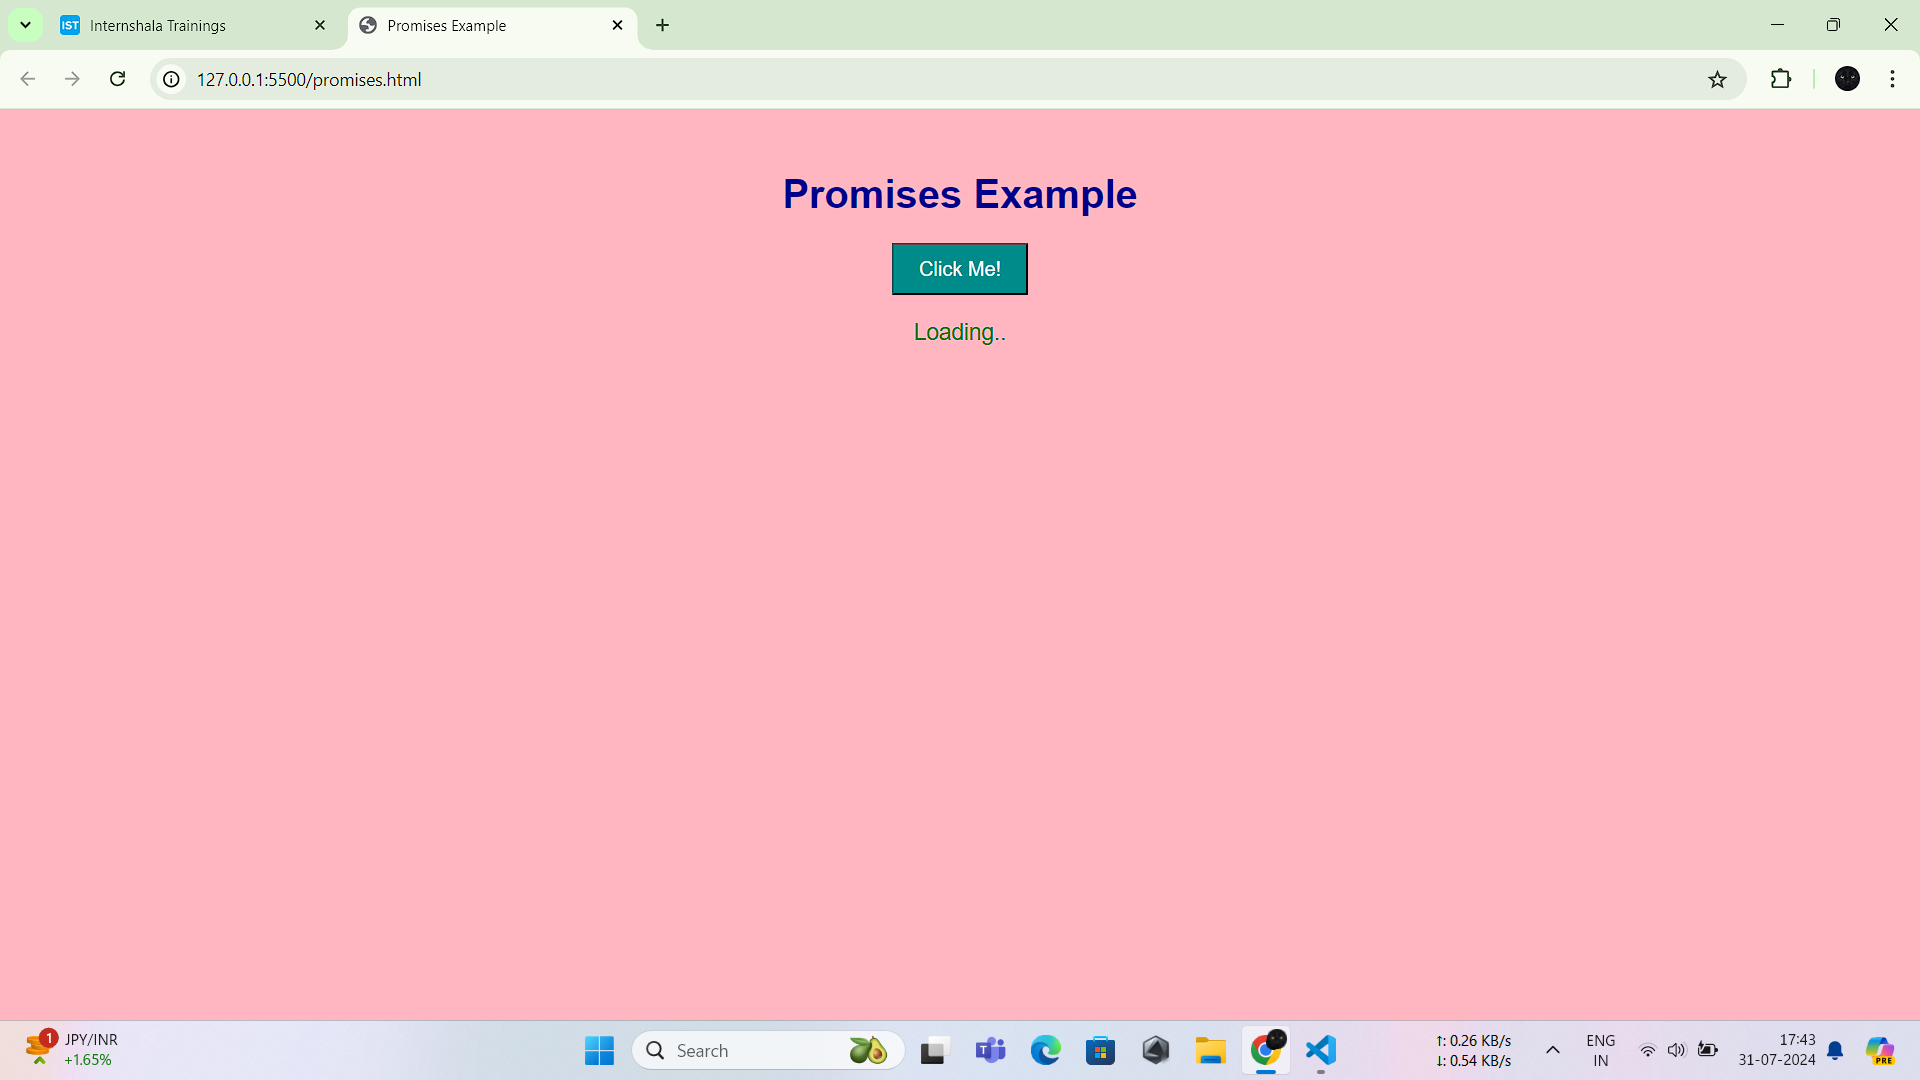 IST Internshala Trainings
Promises Example
127.0.0.1:5500/promises.html
Promises Example
Click Me!
Loading..
1
JPY/INR
+1.65%
Search
T
PRE
↑: 0.26 KB/s
↓: 0.54 KB/s
ENG
IN
17:43
31-07-2024